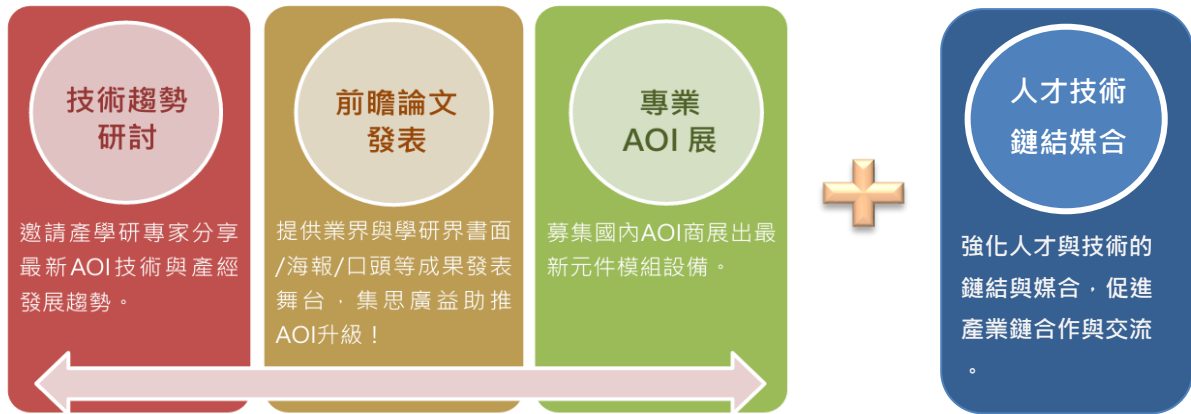 技術趨勢
研討
邀請產學研專家分享
最新AOI技術與產經
發展趨勢。
前瞻論文
發表
提供業界與學研界書面
/海報/口頭等成果發表
舞台，集思廣益助推
AOI升級！
專業
AOI 展
募集國內AOI商展出最
新元件模組設備。
人才技術
鏈結媒合
強化人才與技術的
鏈結與媒合，促進
產業鏈合作與交流
。